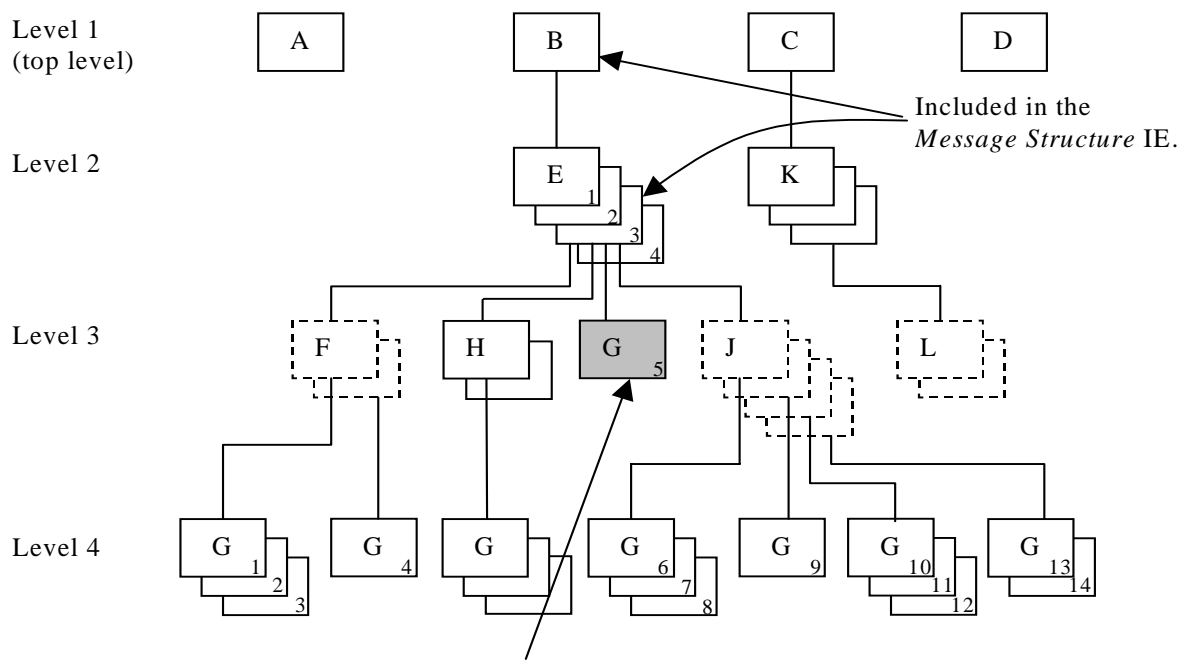 Level 1
(top level)
A
B
C
D
Included in the
Message Structure IE.
Level 2
E
1
2
3
4
K
Level 3
F
H
G
5
J
L
Level 4
G
1
2
3
G
4
G
G
6
7
8
G
9
G
10
11
12
G
13
14